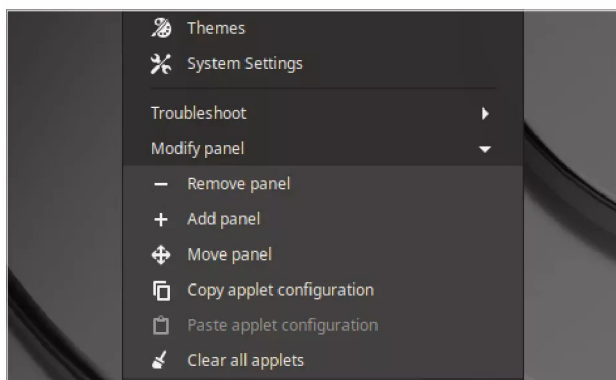 Themes
System Settings
Troubleshoot
Modify panel
Remove panel
Add panel
Move panel
Copy applet configuration
Paste applet configuration
Clear all applets